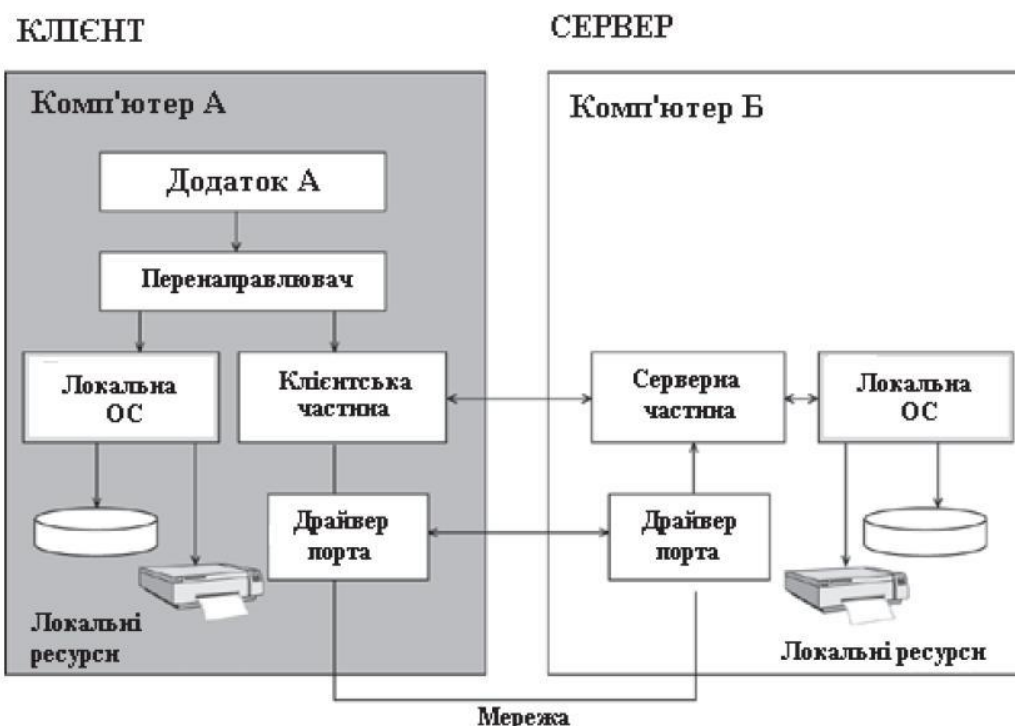 КЛІЄНТ
СЕРВЕР
Комп'ютер А
Комп'ютер Б
Додаток А
Перенаправлювач
Локальна
ОС
Клієнтська
частина
Серверна
частина
Локальна
ОС
Драйвер
порта
Драйвер
порта
Локальні
ресурси
Локальні ресурси
Мережа